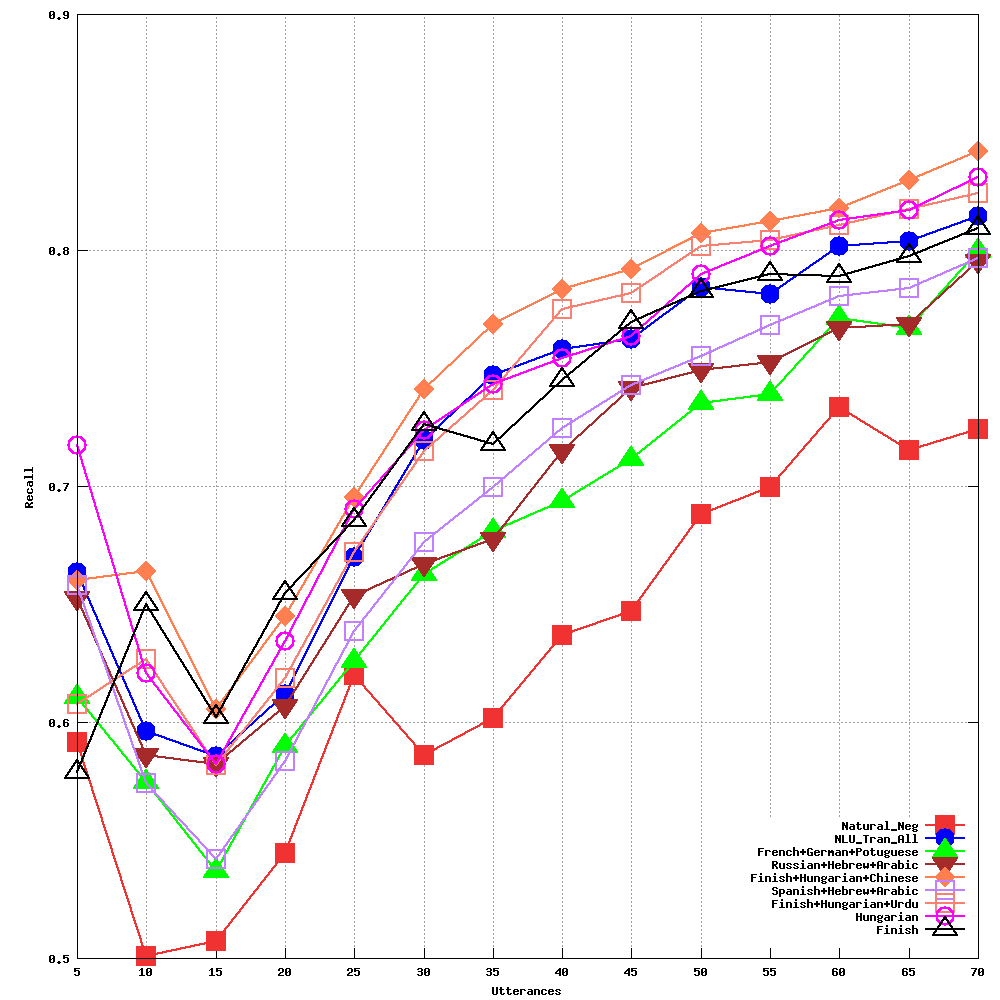 0.9
0.8
0.7
0.6
0.5
Recall
5 10 15 20 25 30 35 40 45 50 55 60 65 70
Utterances
Natural_Neg
NLU_Tran_All
French+German+Potuguese
Russian+Hebrew+Arabic
Finish+Hungarian+Chinese
Spanish+Hebrew+Arabic
Finish+Hungarian+Urdu
Hungarian
Finish